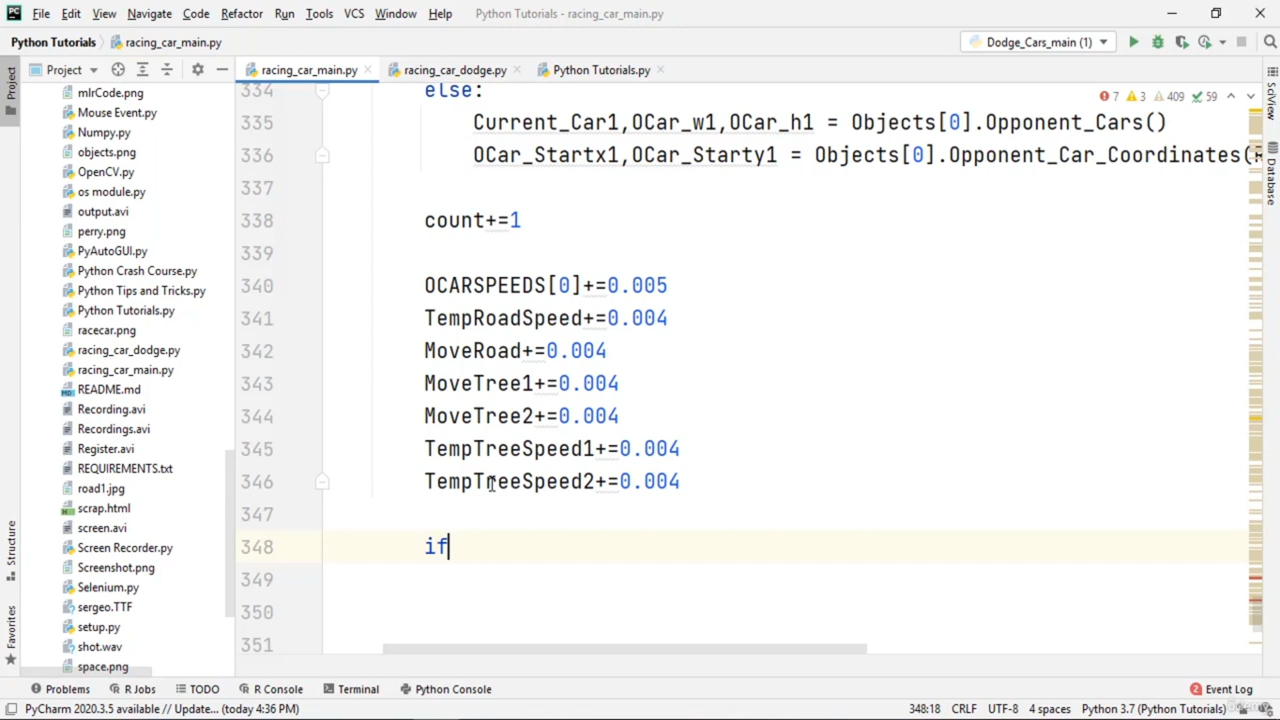 PC File Edit View Navigate Code Refactor Run Tools VCS Window Help Python Tutorials - racing_car_main.py
Python Tutorials racing_car_main.py Dodge_Cars_main (1)
Project racing_car_main.py racing_car_dodge.py Python Tutorials.py
Project
Structure
Favorites
SciView
Database
mlrCode.png
Mouse Event.py
Numpy.py
objects.png
OpenCV.py
os module.py
output.avi
perry.png
PyAutoGUI.py
Python Crash Course.py
Python Tips and Tricks.py
Python Tutorials.py
racecar.png
racing_car_dodge.py
racing_car_main.py
README.md
Recording.avi
Recordings.avi
Register.avi
REQUIREMENTS.txt
road1.jpg
scrap.html
screen.avi
Screen Recorder.py
Screenshot.png
Selenium.py
sergeo.TTF
setup.py
shot.wav
space.png
7 3 409 59
334 else:
335 Current_Car1,OCar_w1,OCar_h1 = Objects[0].Opponent_Cars()
336 OCar_Startx1,OCar_Starty1 = Objects[0].Opponent_Car_Coordinates(
337
338 count+=1
339
340 OCARSPEEDS[0]+=0.005
341 TempRoadSpeed+=0.004
342 MoveRoad+=0.004
343 MoveTree1+=0.004
344 MoveTree2+=0.004
345 TempTreeSpeed1+=0.004
346 TempTreeSpeed2+=0.004
347
348 if
349
350
351
Problems R Jobs TODO R Console Terminal Python Console Event Log
PyCharm 2020.3.5 available // Update... (today 4:36 PM) 348:18 CRLF UTF-8 4 spaces Python 3.7 (Python Tutorials)